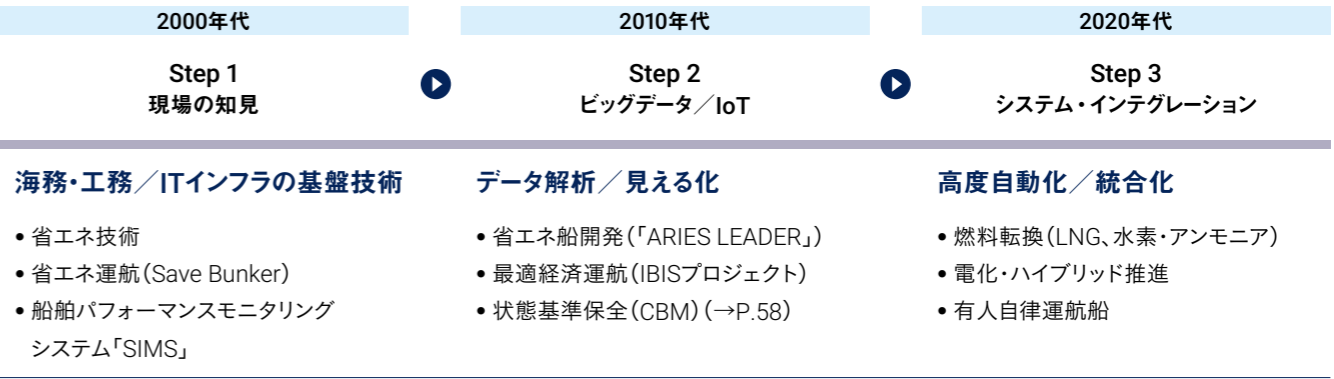 2000年代
Step 1
現場の知見
海務・工務／ITインフラの基盤技術
• 省エネ技術
• 省エネ運航（Save Bunker）
• 船舶パフォーマンスモニタリング
システム「SIMS」
2010年代
Step 2
ビッグデータ／IoT
データ解析／見える化
• 省エネ船開発（「ARIES LEADER」）
• 最適経済運航（IBISプロジェクト）
• 状態基準保全（CBM）（→P.58）
2020年代
Step 3
システム・インテグレーション
高度自動化／統合化
• 燃料転換（LNG、水素・アンモニア）
• 電化・ハイブリッド推進
• 有人自律運航船